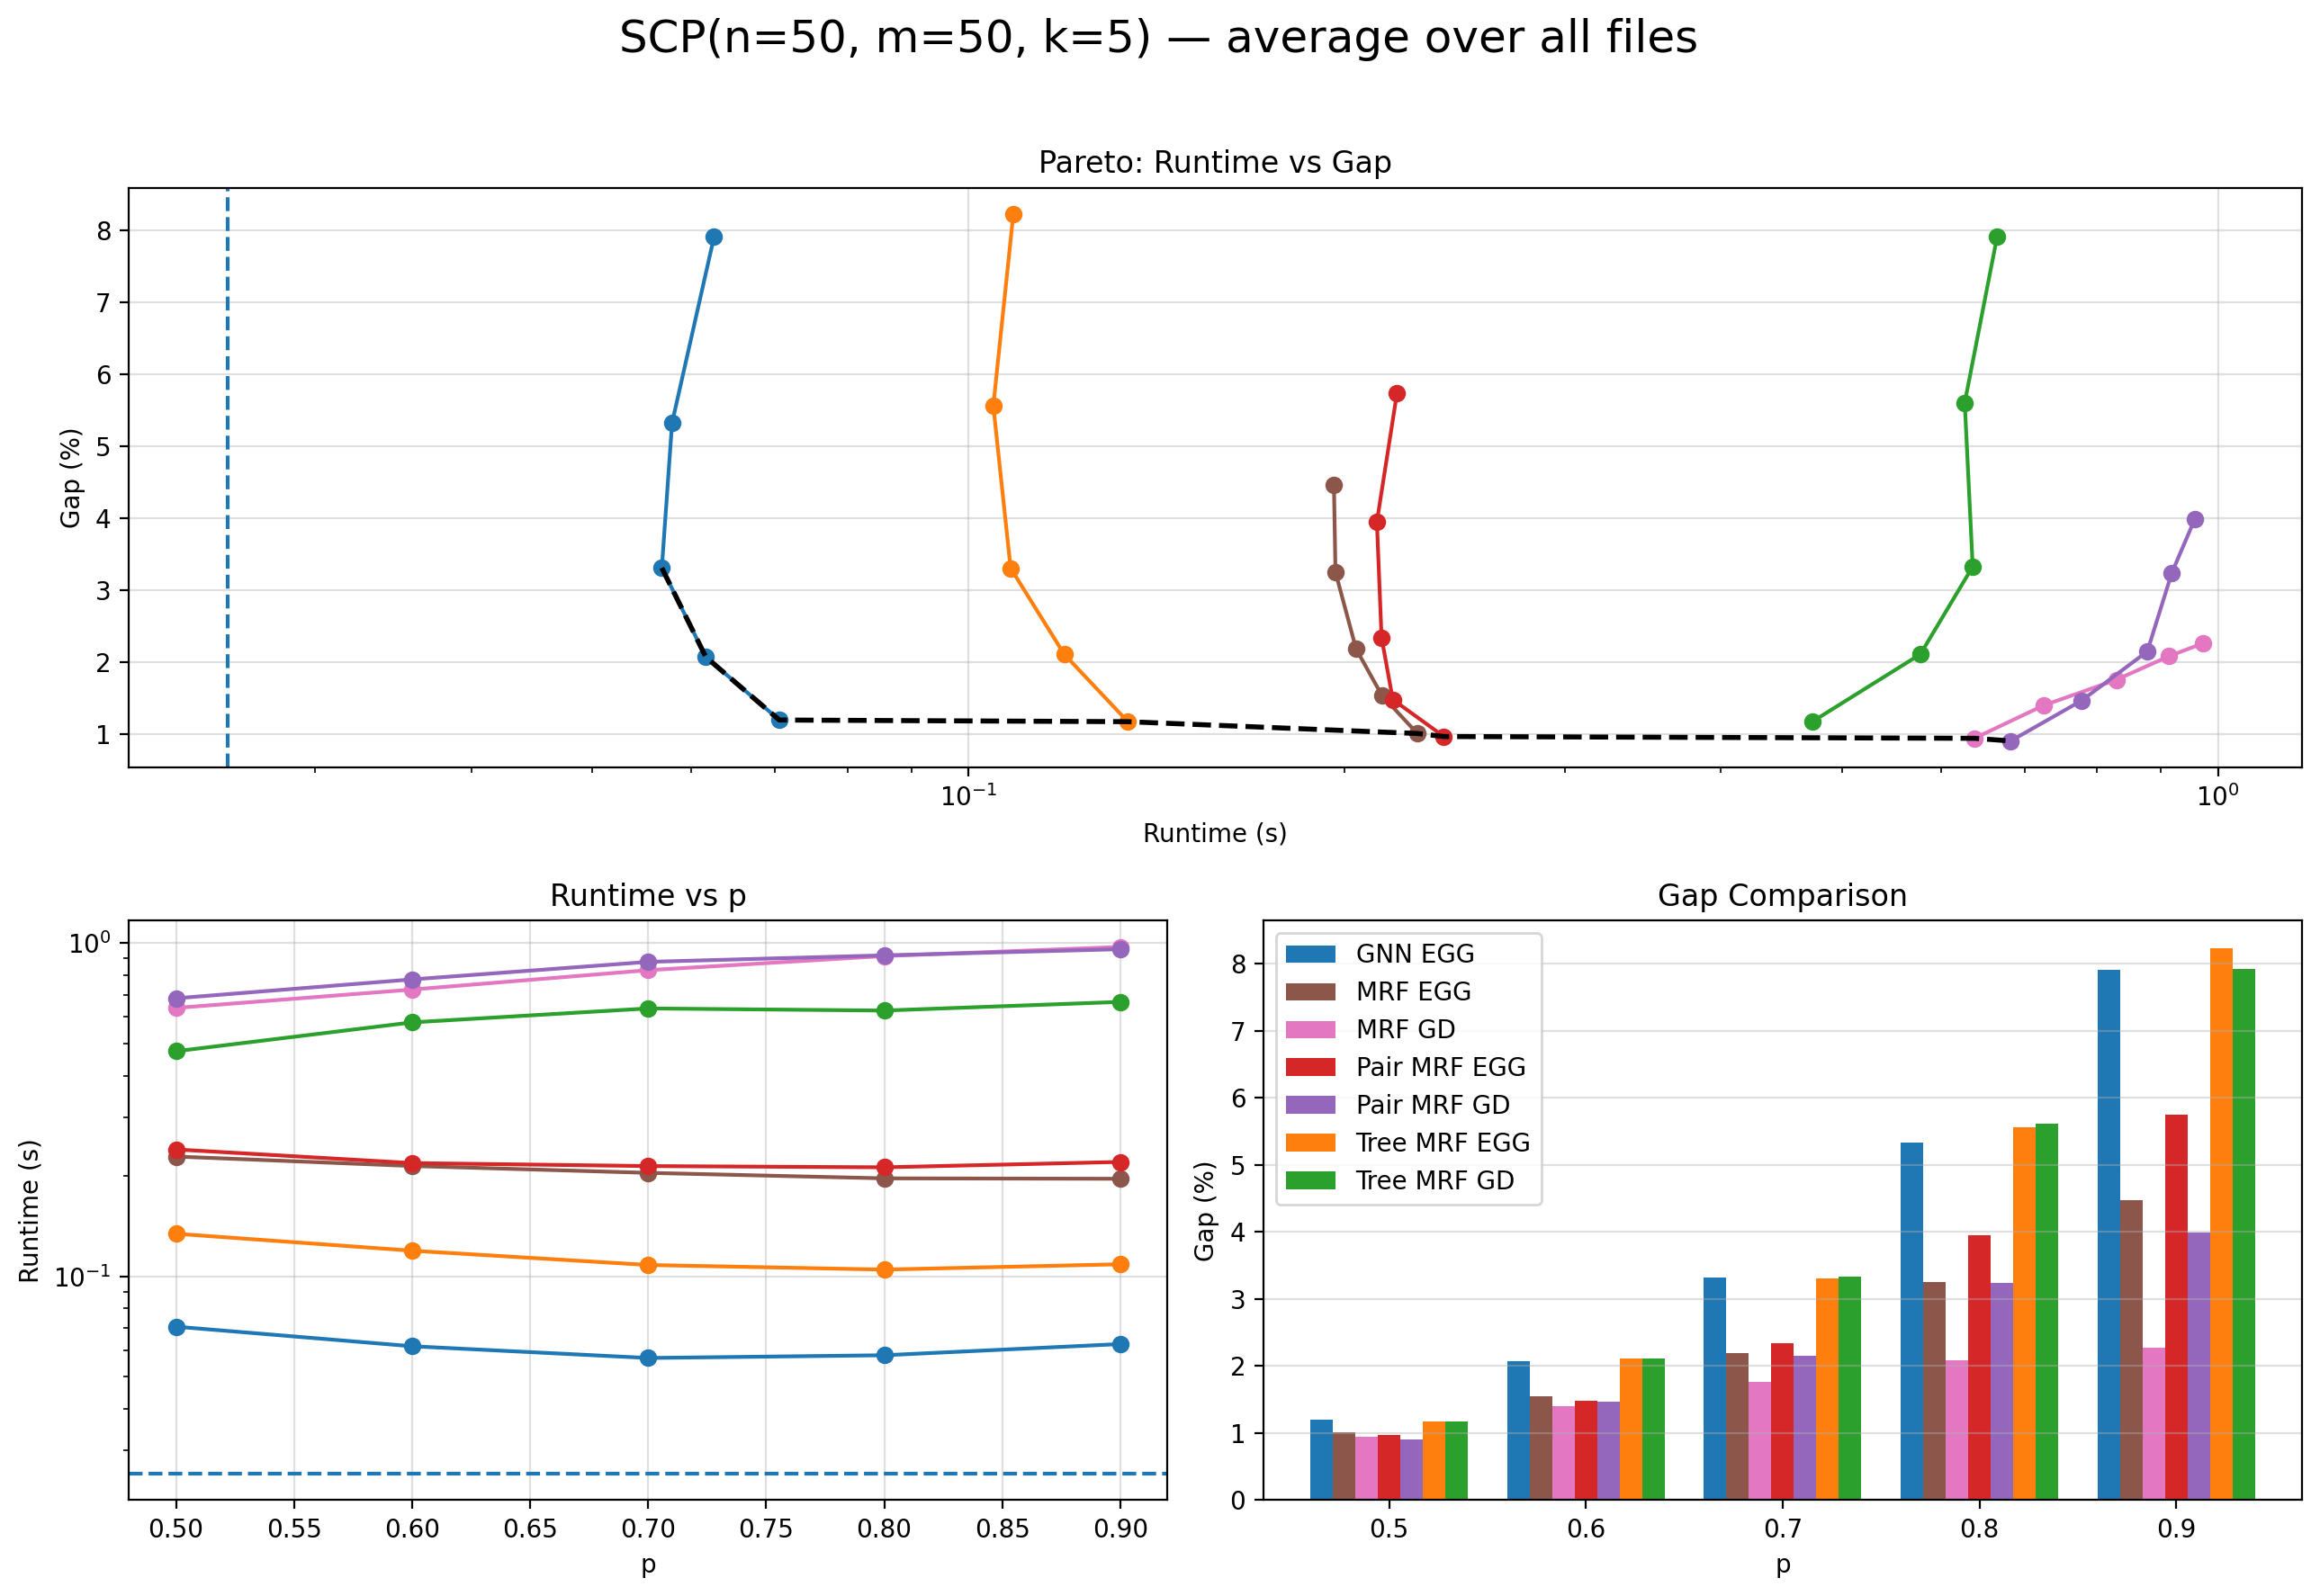 SCP(n=50, m=50, k=5) — average over all files
Pareto: Runtime vs Gap
Gap (%)
8
7
6
5
4
3
2
1
10⁻¹
10⁰
Runtime (s)
Runtime vs p
Runtime (s)
10⁰
10⁻¹
0.50
0.55
0.60
0.65
0.70
0.75
0.80
0.85
0.90
p
Gap Comparison
Gap (%)
8
7
6
5
4
3
2
1
0
GNN EGG
MRF EGG
MRF GD
Pair MRF EGG
Pair MRF GD
Tree MRF EGG
Tree MRF GD
0.5
0.6
0.7
0.8
0.9
p